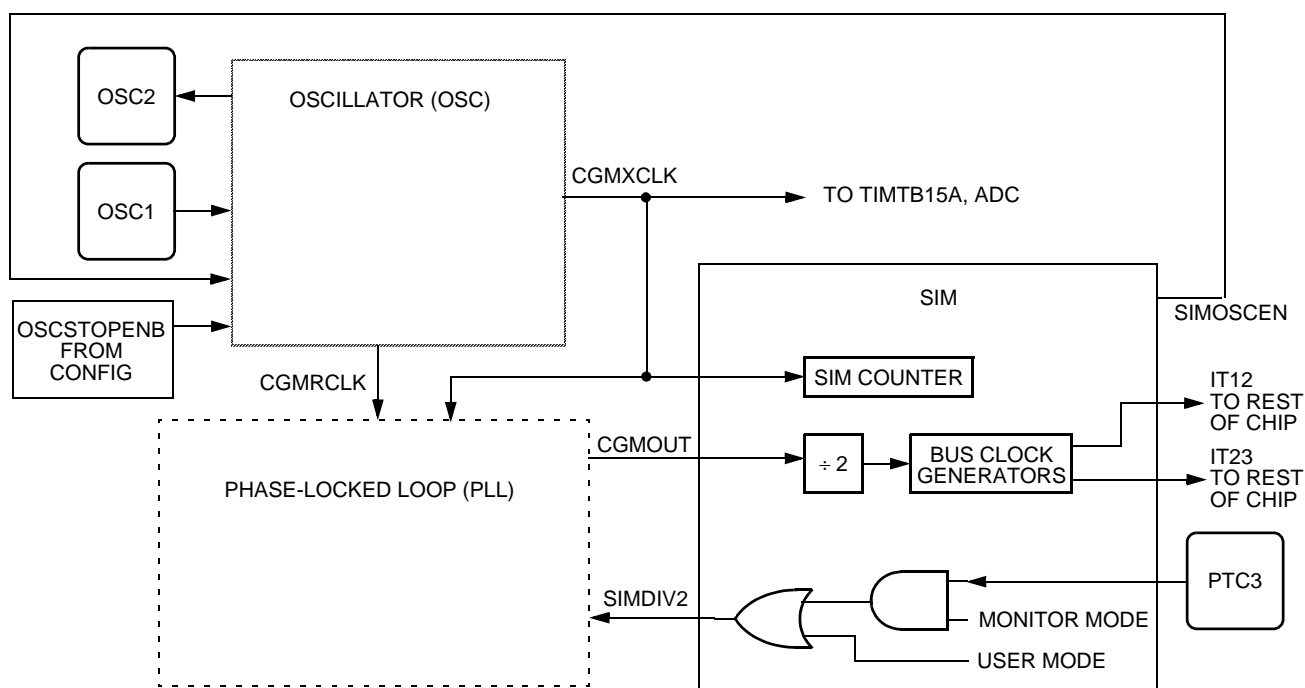 OSC2
OSCILLATOR (OSC)
CGMXCLK
OSC1
TO TIMTB15A, ADC
SIM
SIMOSCEN
OSCSTOPENB
FROM
CONFIG
CGMRCLK
SIM COUNTER
IT12
TO REST
OF CHIP
CGMOUT
÷ 2
BUS CLOCK
GENERATORS
IT23
TO REST
OF CHIP
PHASE-LOCKED LOOP (PLL)
PTC3
SIMDIV2
MONITOR MODE
USER MODE